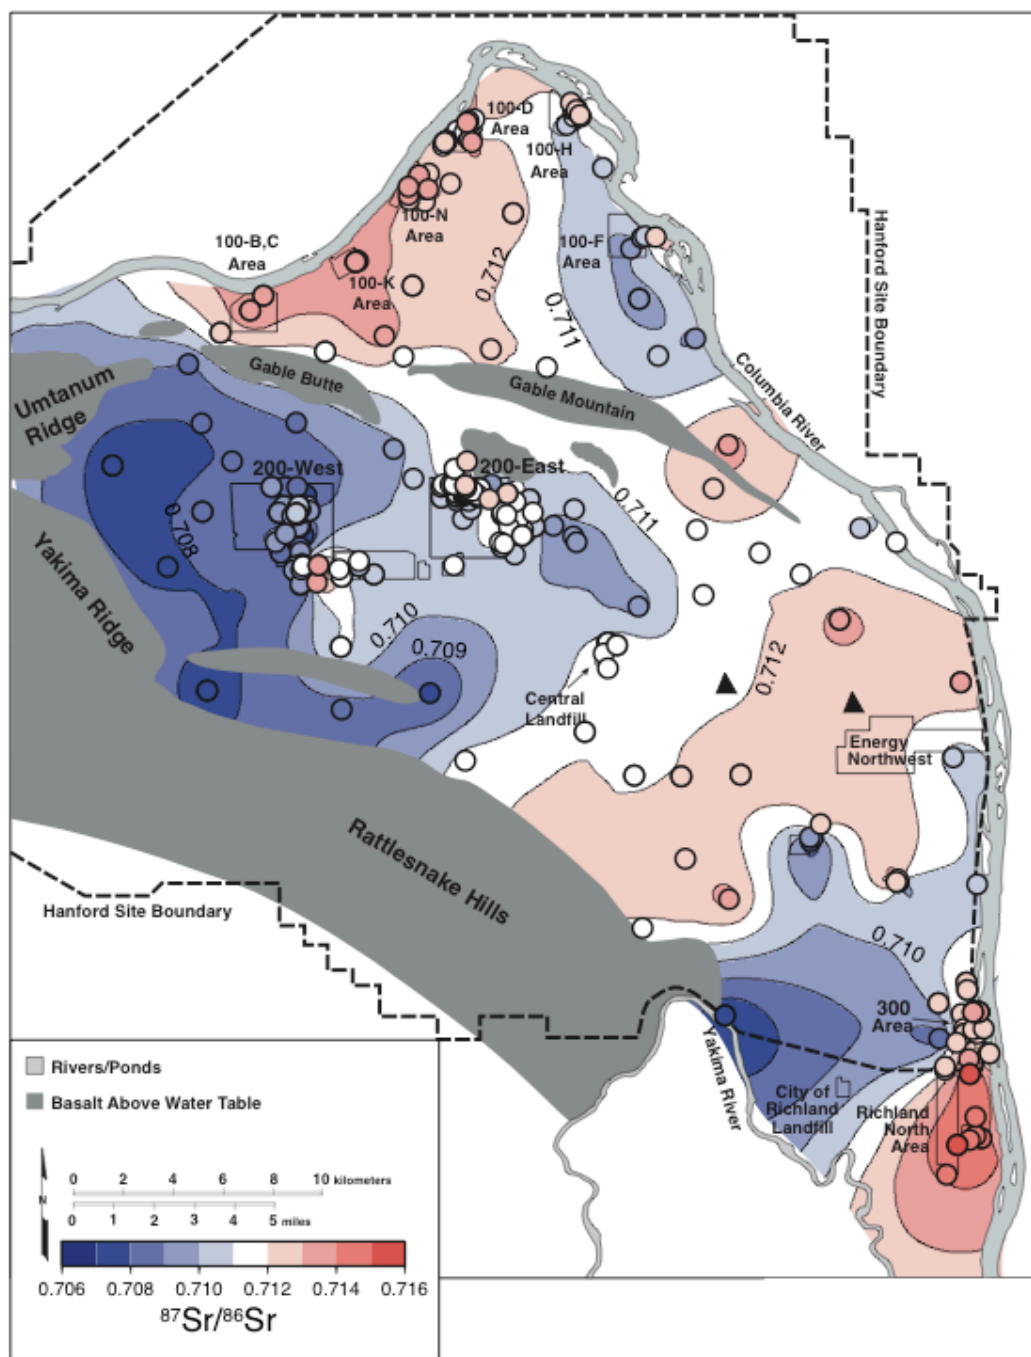 100-D
Area
100-H
Area
100-N
Area
100-F
Area
100-B,C
Area
100-K
Area
0.712
0.711
Hanford Site Boundary
Columbia River
Umtanum
Ridge
Gable Butte
Gable Mountain
200-West
200-East
0.708
0.711
Yakima Ridge
0.710
0.709
0.712
Central
Landfill
Energy
Northwest
Rattlesnake Hills
Hanford Site Boundary
0.710
300
Area
Yakima River
City of
Richland
Landfill
Richland
North
Area
Rivers/Ponds
Basalt Above Water Table
N
0 2 4 6 8 10 kilometers
0 1 2 3 4 5 miles
0.706 0.708 0.710 0.712 0.714 0.716
⁸⁷Sr/⁸⁶Sr